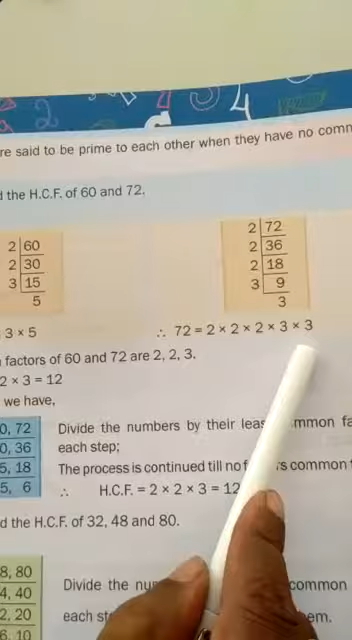 2 4
re said to be prime to each other when they have no comm
d the H.C.F. of 60 and 72.
2 60
2 30
3 15
5
2 72
2 36
2 18
3 9
3
3 × 5
∴ 72 = 2 × 2 × 2 × 3 × 3
factors of 60 and 72 are 2, 2, 3.
2 × 3 = 12
we have,
0, 72
0, 36
5, 18
5, 6
Divide the numbers by their leas mmon fa
each step;
The process is continued till no f 's common
∴ H.C.F. = 2 × 2 × 3 = 12
d the H.C.F. of 32, 48 and 80.
8, 80
4, 40
2, 20
6, 10
Divide the nu common
each st em.